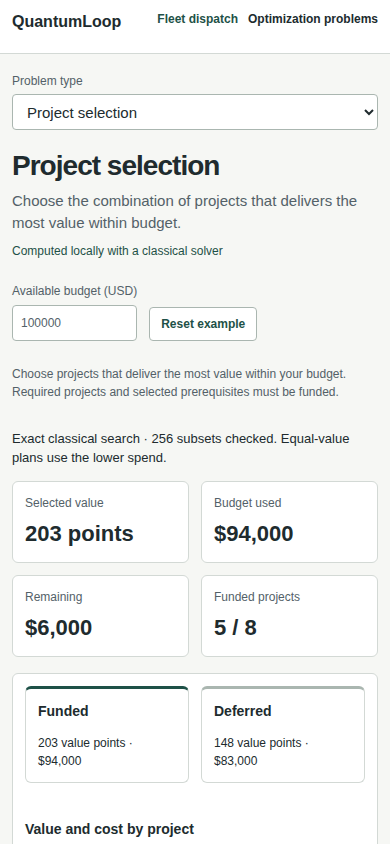 QuantumLoop
Fleet dispatch
Optimization problems
Problem type
Project selection
Project selection
Choose the combination of projects that delivers the
most value within budget.
Computed locally with a classical solver
Available budget (USD)
100000
Reset example
Choose projects that deliver the most value within your budget.
Required projects and selected prerequisites must be funded.
Exact classical search · 256 subsets checked. Equal-value
plans use the lower spend.
Selected value
203 points
Budget used
$94,000
Remaining
$6,000
Funded projects
5 / 8
Funded
203 value points ·
$94,000
Deferred
148 value points ·
$83,000
Value and cost by project